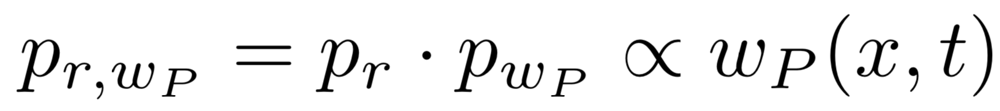 p_{r,w_P} = p_r · p_{w_P} ∝ w_P(x, t)